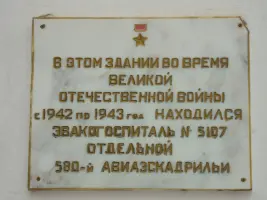 В ЭТОМ ЗДАНИИ ВО ВРЕМЯ
ВЕЛИКОЙ
ОТЕЧЕСТВЕННОЙ ВОЙНЫ
с 1942 по 1943 год НАХОДИЛСЯ
ЭВАКОГОСПИТАЛЬ № 5107
ОТДЕЛЬНОЙ
580-й АВИАЭСКАДРИЛЬИ